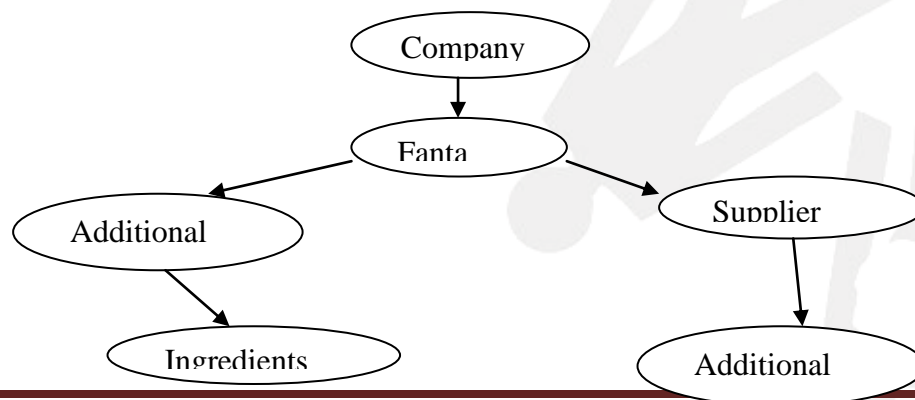 Company
Fanta
Additional
Supplier
Ingredients
Additional